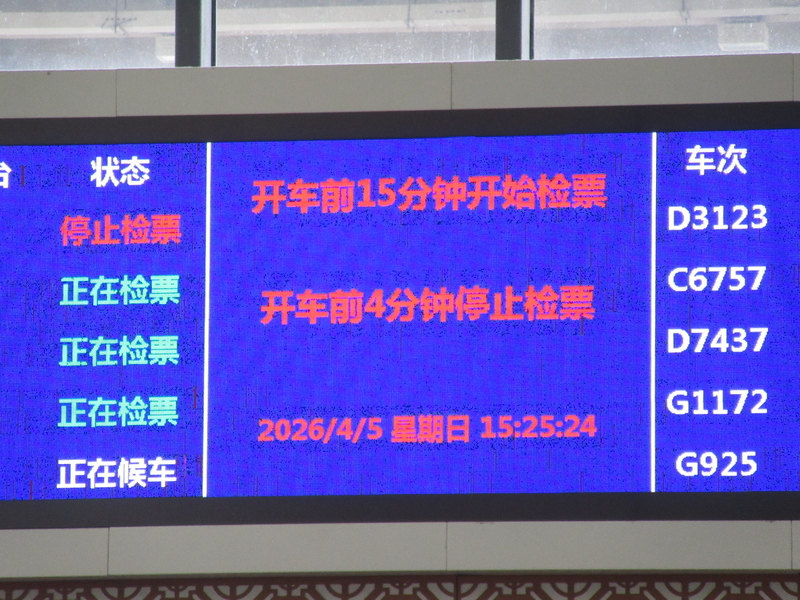 台
状态
停止检票
正在检票
正在检票
正在检票
正在候车
开车前15分钟开始检票
开车前4分钟停止检票
2026/4/5 星期日 15:25:24
车次
D3123
C6757
D7437
G1172
G925